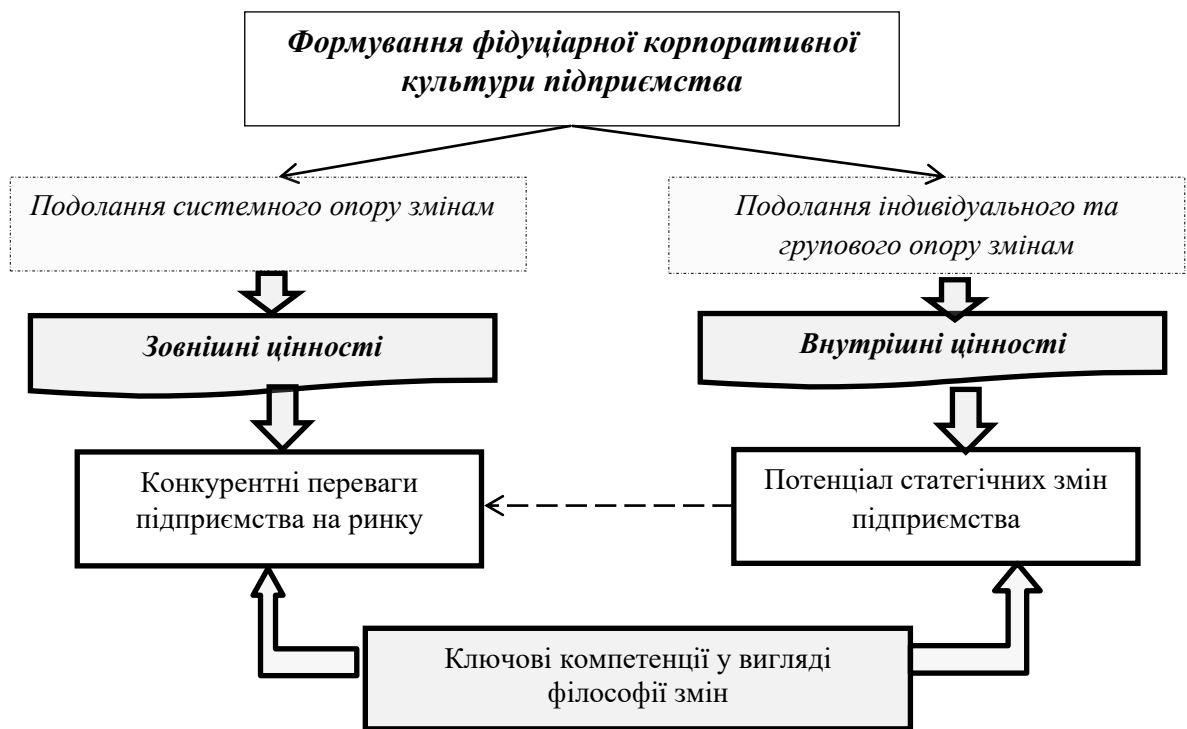 Формування фідуціарної корпоративної
культури підприємства
Подолання системного опору змінам
Подолання індивідуального та
групового опору змінам
Зовнішні цінності
Внутрішні цінності
Конкурентні переваги
підприємства на ринку
Потенціал статегічних змін
підприємства
Ключові компетенції у вигляді
філософії змін